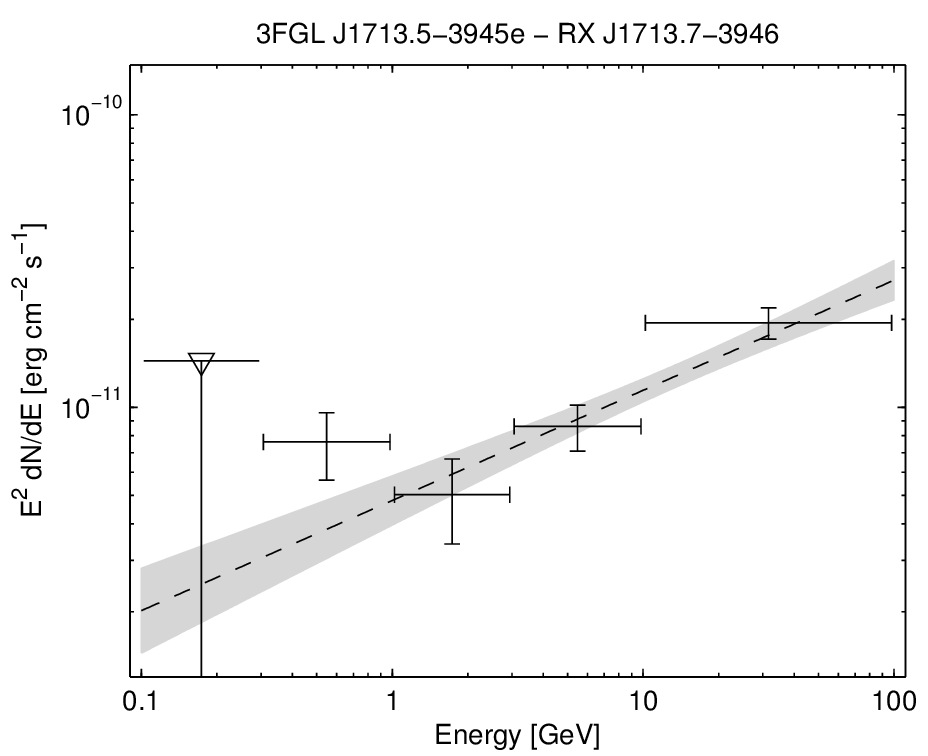 3FGL J1713.5−3945e − RX J1713.7−3946
E² dN/dE [erg cm⁻² s⁻¹]
10⁻¹⁰
10⁻¹¹
0.1 1 10 100
Energy [GeV]